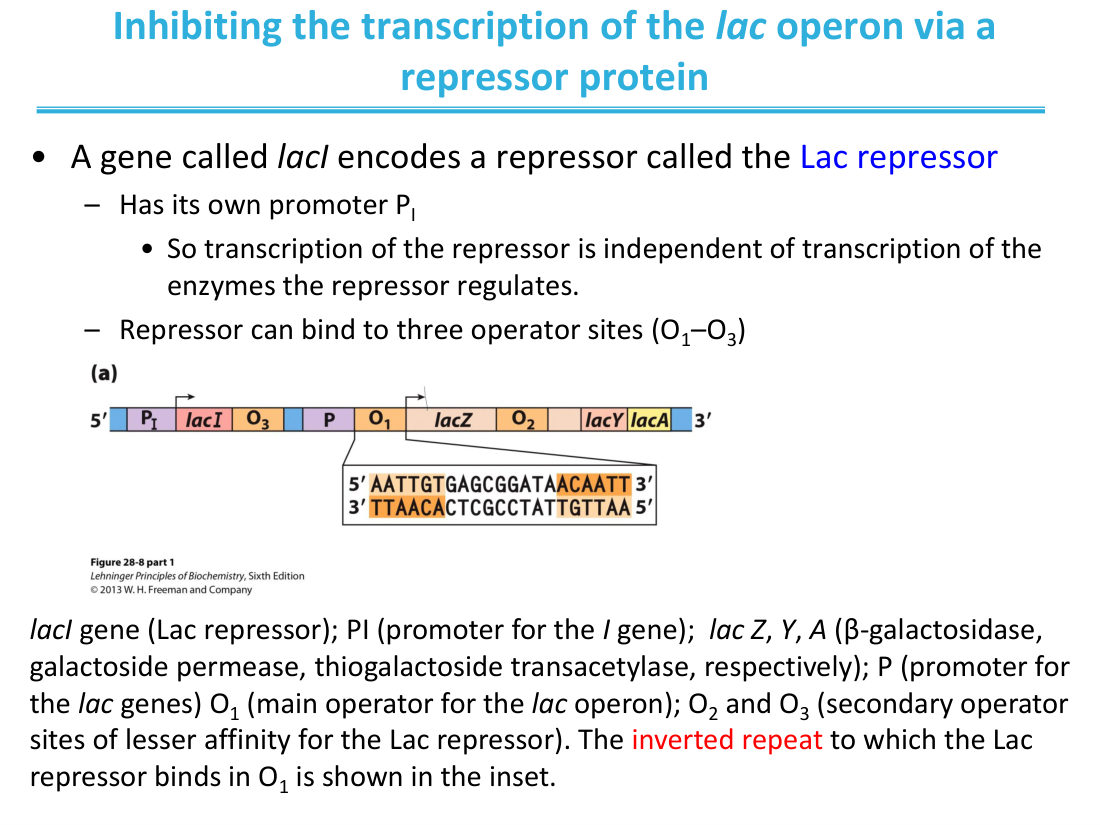 Inhibiting the transcription of the lac operon via a
repressor protein
• A gene called lacI encodes a repressor called the Lac repressor
– Has its own promoter PI
• So transcription of the repressor is independent of transcription of the
enzymes the repressor regulates.
– Repressor can bind to three operator sites (O1–O3)
(a)
5′ PI lacI O3 P O1 lacZ O2 lacY lacA 3′
5′ AATTGTGAGCGGATAACAATT 3′
3′ TTAACACTCGCCTATTGTTAA 5′
Figure 28-8 part 1
Lehninger Principles of Biochemistry, Sixth Edition
© 2013 W. H. Freeman and Company
lacI gene (Lac repressor); PI (promoter for the I gene); lac Z, Y, A (β-galactosidase,
galactoside permease, thiogalactoside transacetylase, respectively); P (promoter for
the lac genes) O1 (main operator for the lac operon); O2 and O3 (secondary operator
sites of lesser affinity for the Lac repressor). The inverted repeat to which the Lac
repressor binds in O1 is shown in the inset.